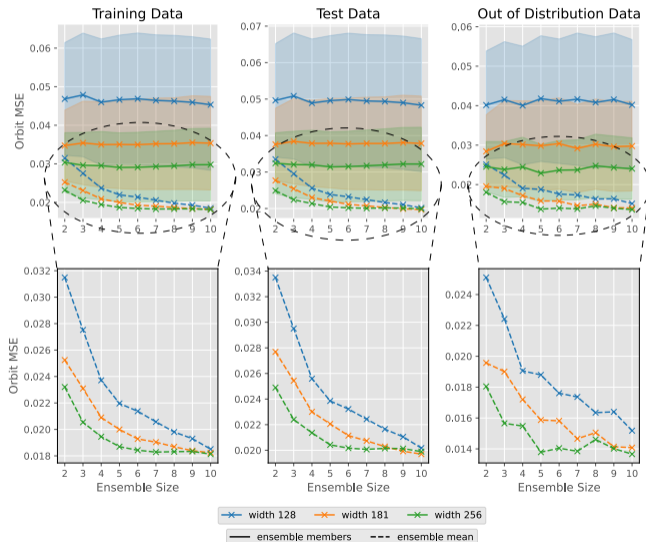 Training Data
Test Data
Out of Distribution Data
Orbit MSE
0.06
0.05
0.04
0.03
0.02
2 3 4 5 6 7 8 9 10
0.07
0.06
0.05
0.04
0.03
0.02
2 3 4 5 6 7 8 9 10
0.06
0.05
0.04
0.03
0.02
2 3 4 5 6 7 8 9 10
Orbit MSE
0.032
0.030
0.028
0.026
0.024
0.022
0.020
0.018
2 3 4 5 6 7 8 9 10
Ensemble Size
0.034
0.032
0.030
0.028
0.026
0.024
0.022
0.020
2 3 4 5 6 7 8 9 10
Ensemble Size
0.024
0.022
0.020
0.018
0.016
0.014
2 3 4 5 6 7 8 9 10
Ensemble Size
width 128 width 181 width 256
ensemble members ensemble mean